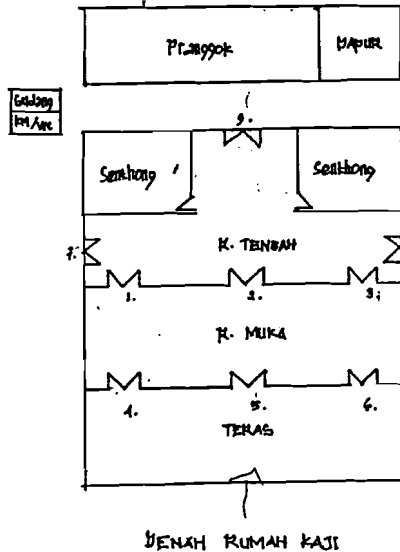 Pranggok
DAPUR
Gudang
KM/WC
9.
Senthong
Senthong
7.
R. TENGAH
1.
2.
3.
R. MUKA
4.
5.
6.
TERAS
DENAH RUMAH KAJI